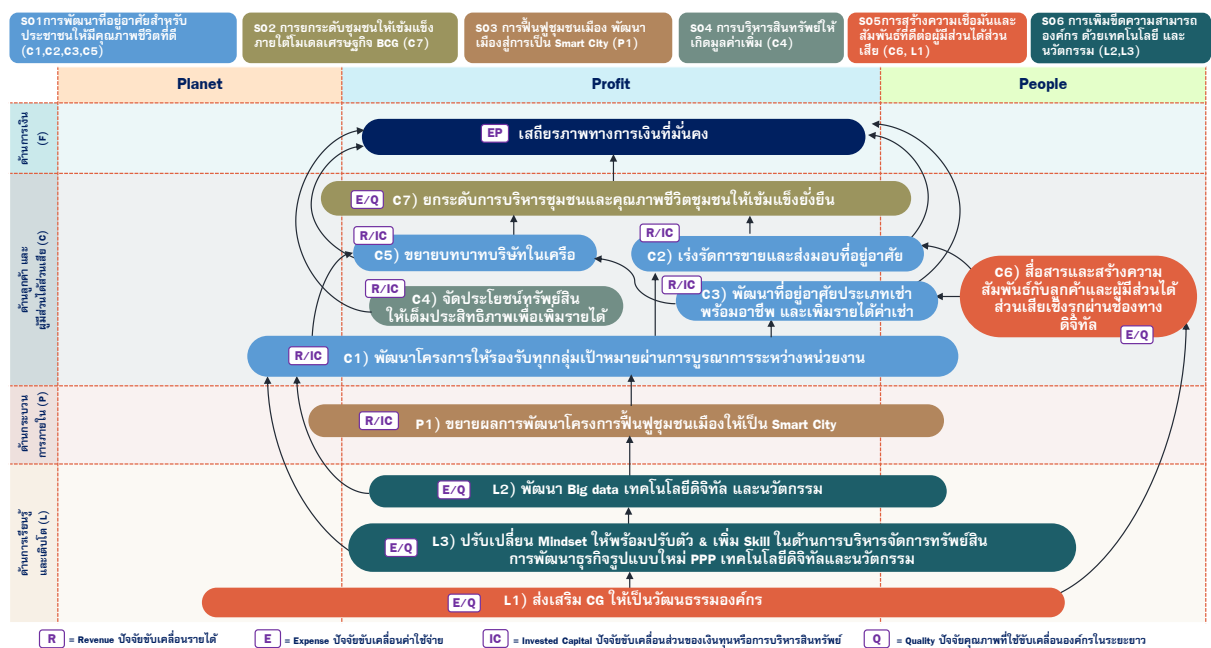 SO1การพัฒนาที่อยู่อาศัยสำหรับ
ประชาชนให้มีคุณภาพชีวิตที่ดี
(C1,C2,C3,C5)
SO2 การยกระดับชุมชนให้เข้มแข็ง
ภายใต้โมเดลเศรษฐกิจ BCG (C7)
SO3 การฟื้นฟูชุมชนเมือง พัฒนา
เมืองสู่การเป็น Smart City (P1)
SO4 การบริหารสินทรัพย์ให้
เกิดมูลค่าเพิ่ม (C4)
SO5การสร้างความเชื่อมั่นและ
สัมพันธ์ที่ดีต่อผู้มีส่วนได้ส่วน
เสีย (C6, L1)
SO6 การเพิ่มขีดความสามารถ
องค์กร ด้วยเทคโนโลยี และ
นวัตกรรม (L2,L3)
Planet
Profit
People
ด้านการเงิน
(F)
EP เสถียรภาพทางการเงินที่มั่นคง
ด้านลูกค้า และ
ผู้มีส่วนได้ส่วนเสีย (C)
E/Q C7) ยกระดับการบริหารชุมชนและคุณภาพชีวิตชุมชนให้เข้มแข็งยั่งยืน
R/IC
C5) ขยายบทบาทบริษัทในเครือ
R/IC
C2) เร่งรัดการขายและส่งมอบที่อยู่อาศัย
R/IC
C4) จัดประโยชน์ทรัพย์สิน
ให้เต็มประสิทธิภาพเพื่อเพิ่มรายได้
R/IC
C3) พัฒนาที่อยู่อาศัยประเภทเช่า
พร้อมอาชีพ และเพิ่มรายได้ค่าเช่า
C6) สื่อสารและสร้างความ
สัมพันธ์กับลูกค้าและผู้มีส่วนได้
ส่วนเสียเชิงรุกผ่านช่องทาง
ดิจิทัล
E/Q
R/IC C1) พัฒนาโครงการให้รองรับทุกกลุ่มเป้าหมายผ่านการบูรณาการระหว่างหน่วยงาน
ด้านกระบวน
การภายใน (P)
R/IC P1) ขยายผลการพัฒนาโครงการฟื้นฟูชุมชนเมืองให้เป็น Smart City
ด้านการเรียนรู้
และเติบโต (L)
E/Q L2) พัฒนา Big data เทคโนโลยีดิจิทัล และนวัตกรรม
E/Q L3) ปรับเปลี่ยน Mindset ให้พร้อมปรับตัว & เพิ่ม Skill ในด้านการบริหารจัดการทรัพย์สิน
การพัฒนาธุรกิจรูปแบบใหม่ PPP เทคโนโลยีดิจิทัลและนวัตกรรม
E/Q L1) ส่งเสริม CG ให้เป็นวัฒนธรรมองค์กร
R = Revenue ปัจจัยขับเคลื่อนรายได้
E = Expense ปัจจัยขับเคลื่อนค่าใช้จ่าย
IC = Invested Capital ปัจจัยขับเคลื่อนส่วนของเงินทุนหรือการบริหารสินทรัพย์
Q = Quality ปัจจัยคุณภาพที่ใช้ขับเคลื่อนองค์กรในระยะยาว